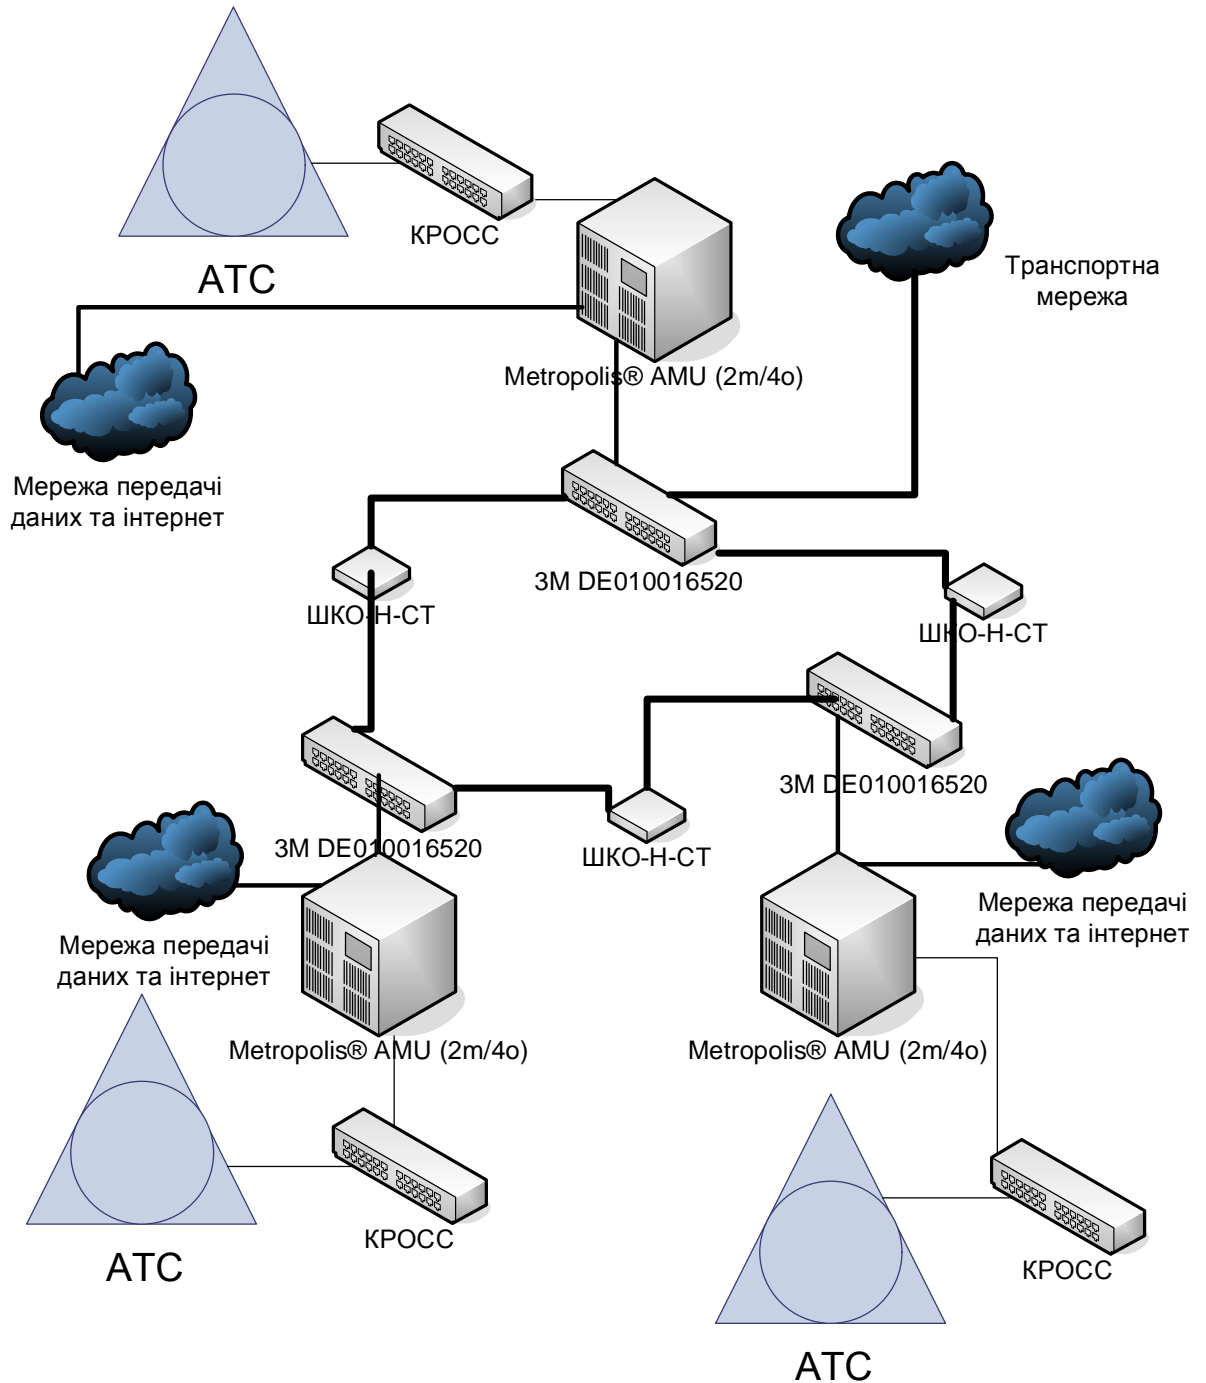 КРОСС
АТС
Транспортна
мережа
Metropolis® AMU (2m/4o)
Мережа передачі
даних та інтернет
3M DE010016520
ШКО-Н-СТ
ШКО-Н-СТ
3M DE010016520
3M DE010016520
ШКО-Н-СТ
Мережа передачі
даних та інтернет
Мережа передачі
даних та інтернет
Metropolis® AMU (2m/4o)
Metropolis® AMU (2m/4o)
КРОСС
АТС
КРОСС
АТС